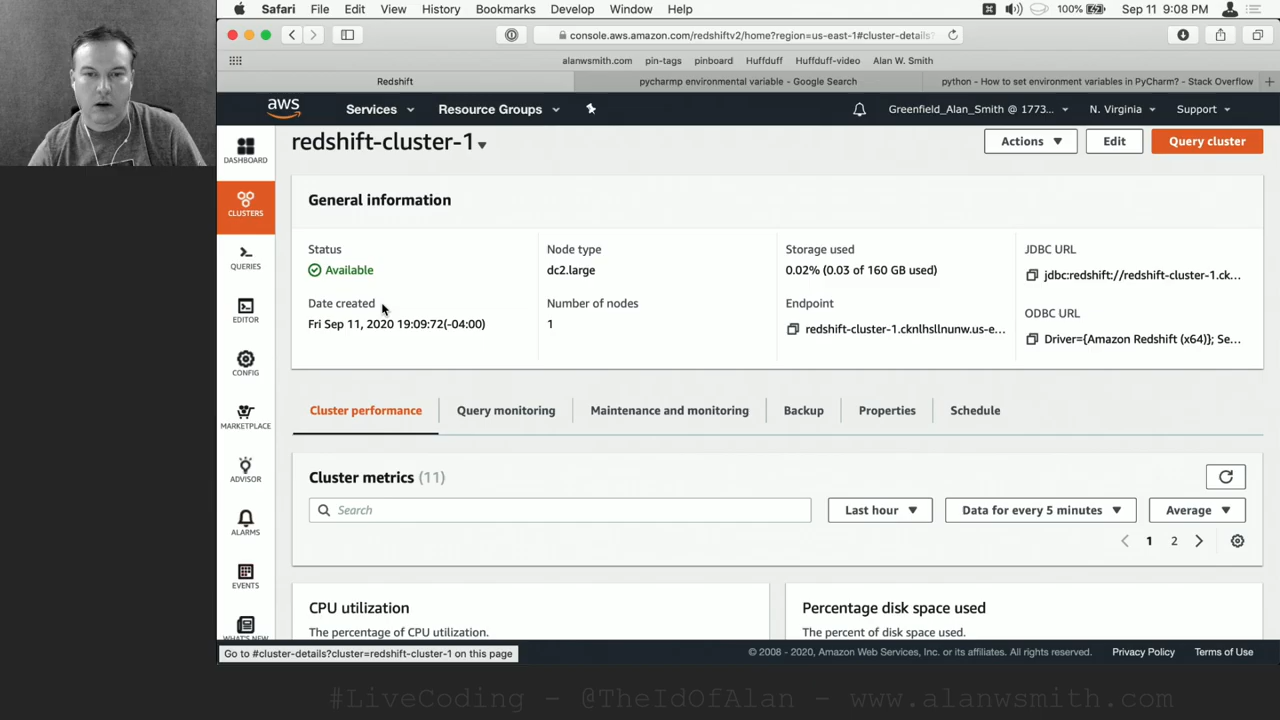 Safari File Edit View History Bookmarks Develop Window Help 100% Sep 11 9:08 PM
console.aws.amazon.com/redshiftv2/home?region=us-east-1#cluster-details?
alanwsmith.com pin-tags pinboard Huffduff Huffduff-video Alan W. Smith
Redshift pycharmp environmental variable - Google Search python - How to set environment variables in PyCharm? - Stack Overflow
aws Services Resource Groups Greenfield_Alan_Smith @ 1773... N. Virginia Support
redshift-cluster-1 Actions Edit Query cluster
DASHBOARD
CLUSTERS
QUERIES
EDITOR
CONFIG
MARKETPLACE
ADVISOR
ALARMS
EVENTS
WHAT'S NEW
General information
Status
Available
Date created
Fri Sep 11, 2020 19:09:72(-04:00)
Node type
dc2.large
Number of nodes
1
Storage used
0.02% (0.03 of 160 GB used)
Endpoint
redshift-cluster-1.cknlhsllnunw.us-e...
JDBC URL
jdbc:redshift://redshift-cluster-1.ck...
ODBC URL
Driver={Amazon Redshift (x64)}; Se...
Cluster performance Query monitoring Maintenance and monitoring Backup Properties Schedule
Cluster metrics (11)
Search Last hour Data for every 5 minutes Average
1 2
CPU utilization
The percentage of CPU utilization.
Percentage disk space used
The percent of disk space used.
Go to #cluster-details?cluster=redshift-cluster-1 on this page
© 2008 - 2020, Amazon Web Services, Inc. or its affiliates. All rights reserved. Privacy Policy Terms of Use
#LiveCoding - @TheIdOfAlan - www.alanwsmith.com